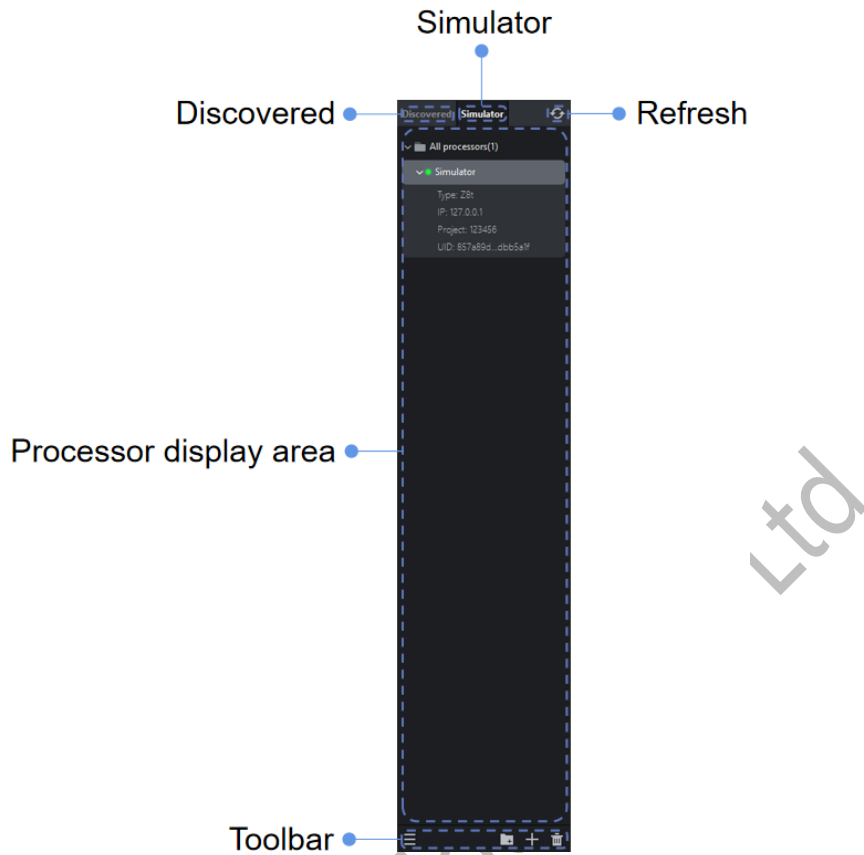 Simulator
Discovered
Discovered Simulator
Refresh
All processors(1)
Simulator
Type: Z8t
IP: 127.0.0.1
Project: 123456
UID: 857a89d...dbb5a1f
Processor display area
Ltd
Toolbar